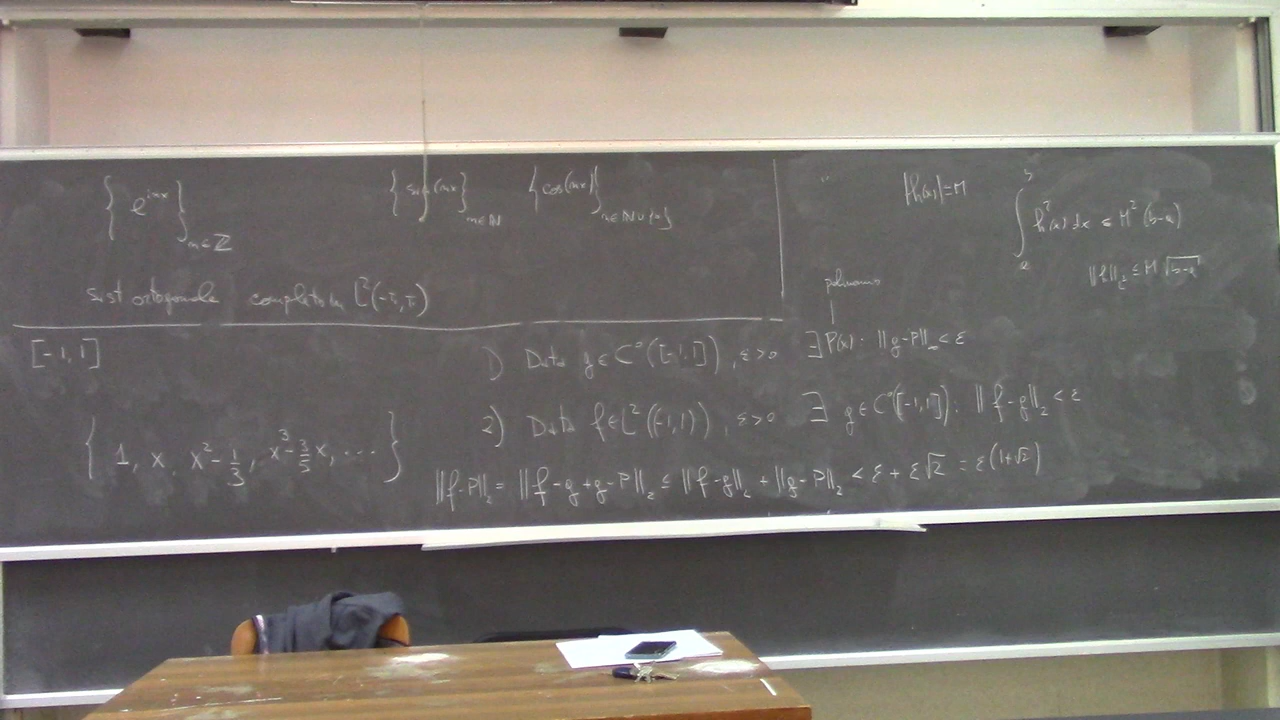 {e^{inx}}_{n∈ℤ} {sin(nx)}_{n∈ℕ} {cos(nx)}_{n∈ℕ∪{0}}
sist ortogonale completo in L²(-π,π)
|h(x)|≤M
∫_a^b h²(x) dx ≤ M²(b-a)
‖h‖₂ ≤ M√(b-a)
[-1,1]
{1, x, x²-1/3, x³-3/5x, ...}
polinomio
1) Data g∈C⁰([-1,1]), ε>0 ∃P(x): ‖g-P‖_∞<ε
2) Data f∈L²((-1,1)), ε>0 ∃ g∈C⁰([-1,1]): ‖f-g‖₂<ε
‖f-P‖₂ = ‖f-g+g-P‖₂ ≤ ‖f-g‖₂ + ‖g-P‖₂ < ε+ε√2 = ε(1+√2)